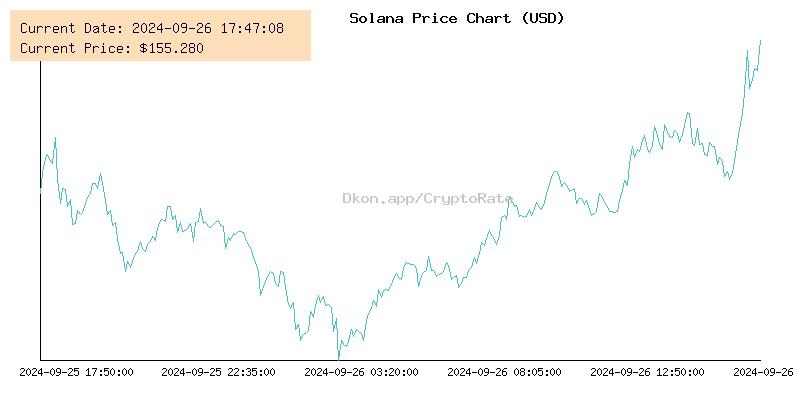 Solana Price Chart (USD)
Current Date: 2024-09-26 17:47:08
Current Price: $155.280
Dkon.app/CryptoRate
2024-09-25 17:50:00 2024-09-25 22:35:00 2024-09-26 03:20:00 2024-09-26 08:05:00 2024-09-26 12:50:00 2024-09-26